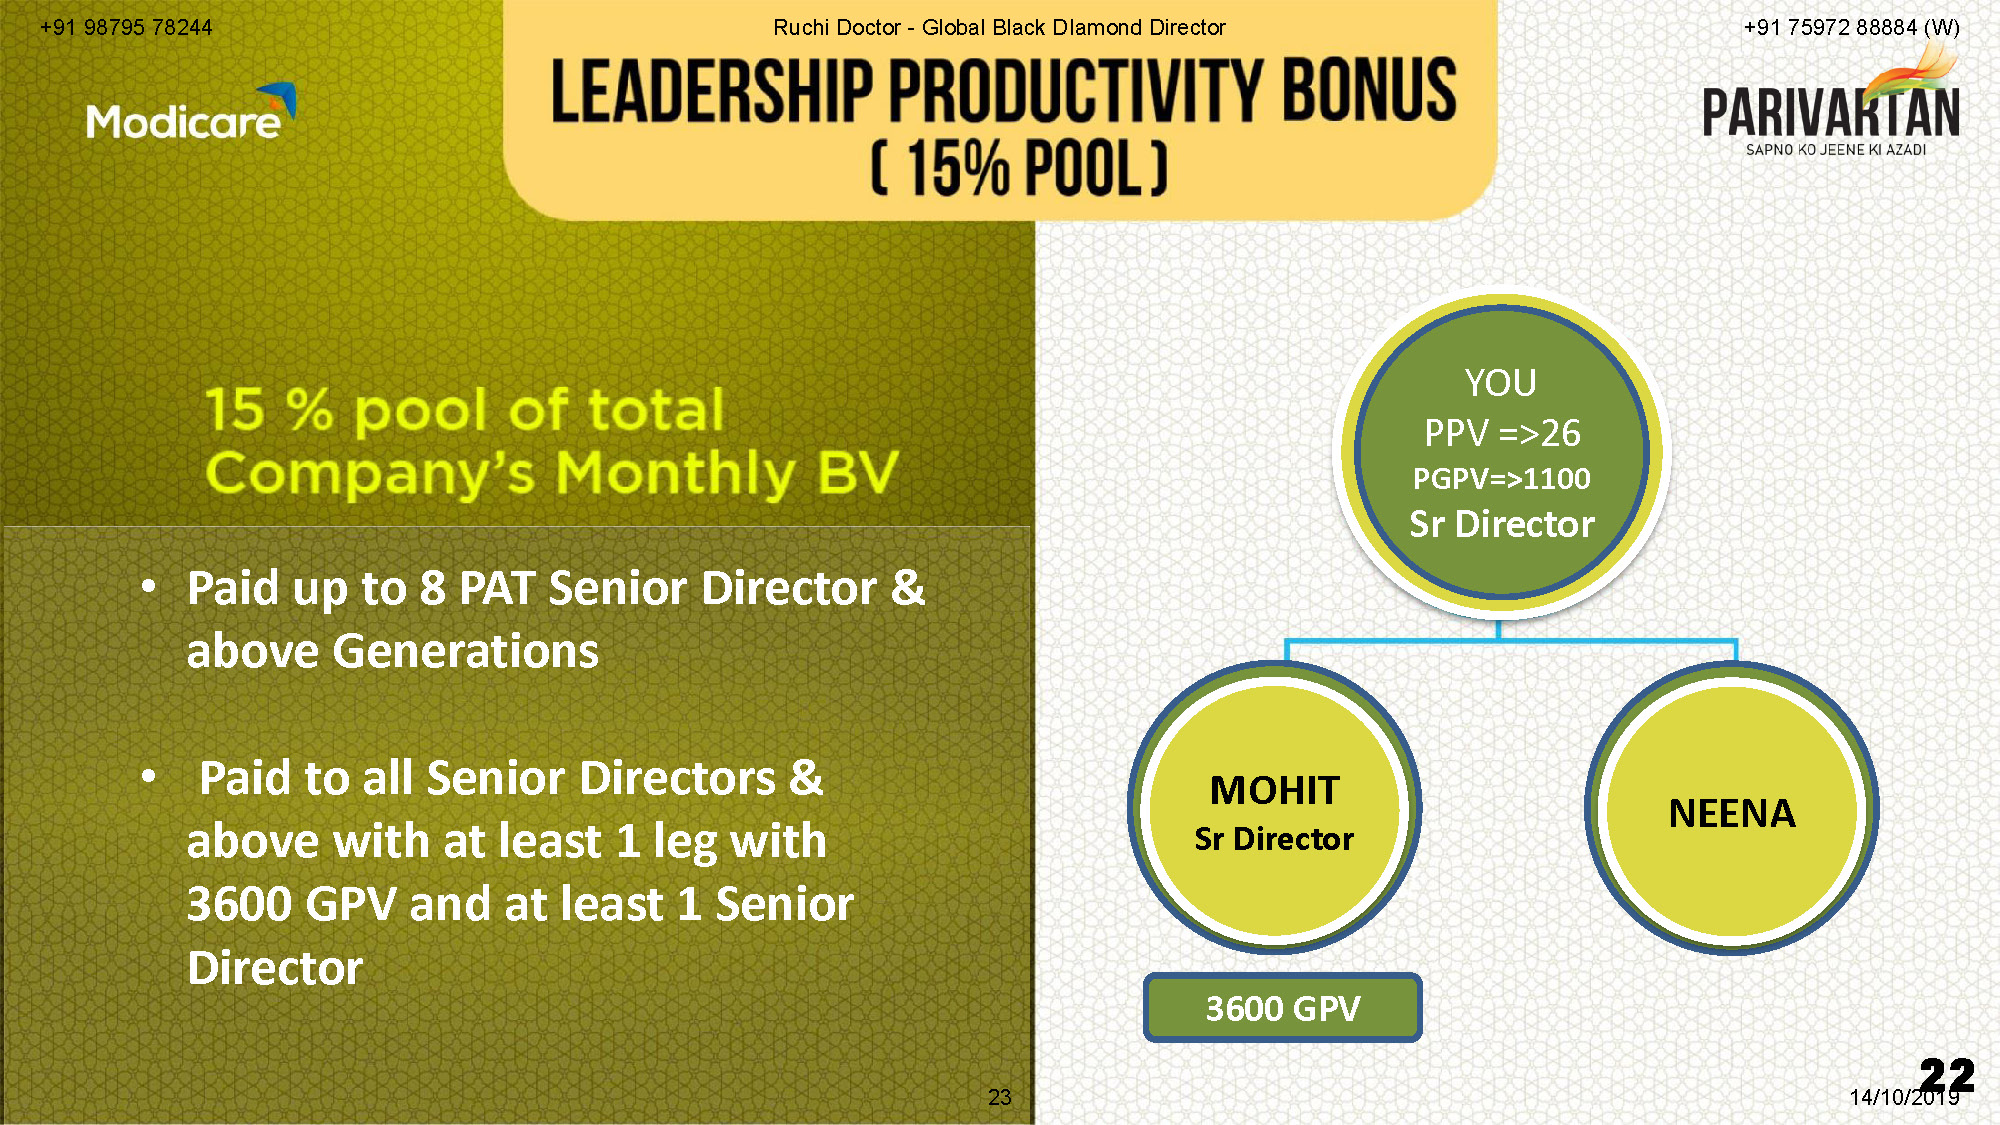 +91 98795 78244
Ruchi Doctor - Global Black DIamond Director
+91 75972 88884 (W)
Modicare
LEADERSHIP PRODUCTIVITY BONUS
( 15% POOL )
PARIVARTAN
SAPNO KO JEENE KI AZADI
15 % pool of total
Company's Monthly BV
• Paid up to 8 PAT Senior Director &
above Generations
• Paid to all Senior Directors &
above with at least 1 leg with
3600 GPV and at least 1 Senior
Director
YOU
PPV =>26
PGPV=>1100
Sr Director
MOHIT
Sr Director
NEENA
3600 GPV
22
23
14/10/2019